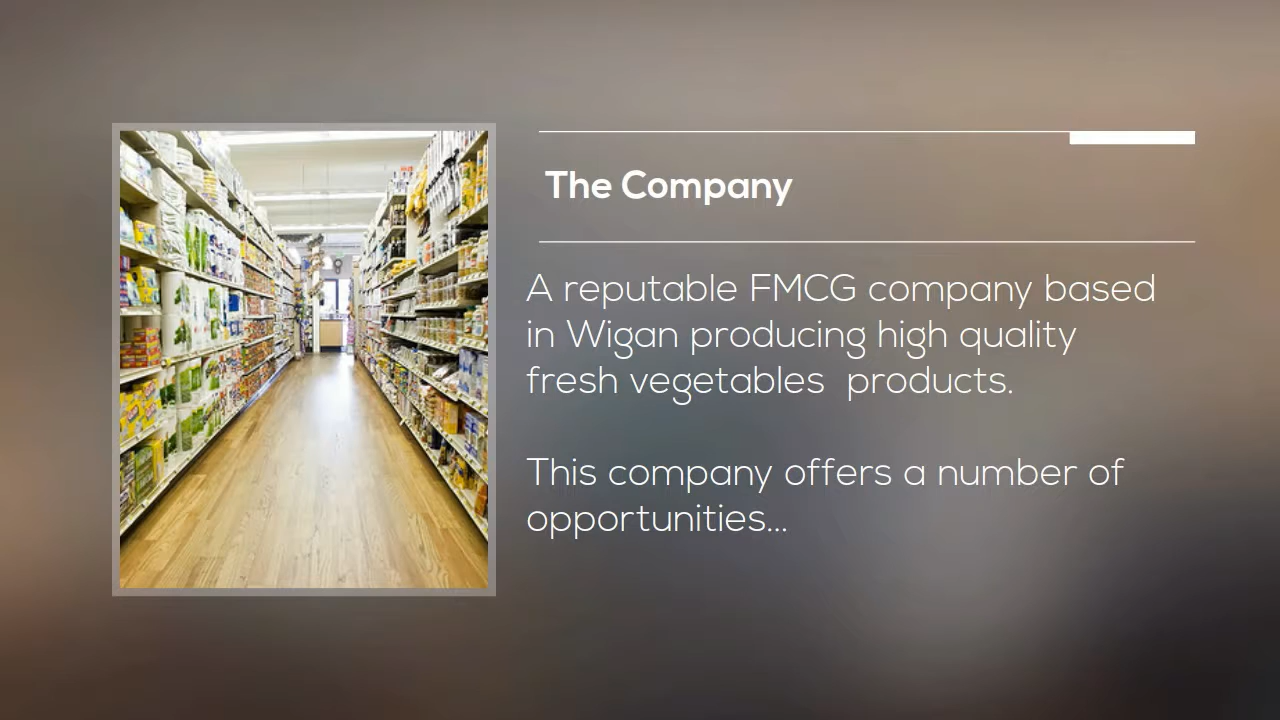 The Company
A reputable FMCG company based
in Wigan producing high quality
fresh vegetables  products.
This company offers a number of
opportunities...